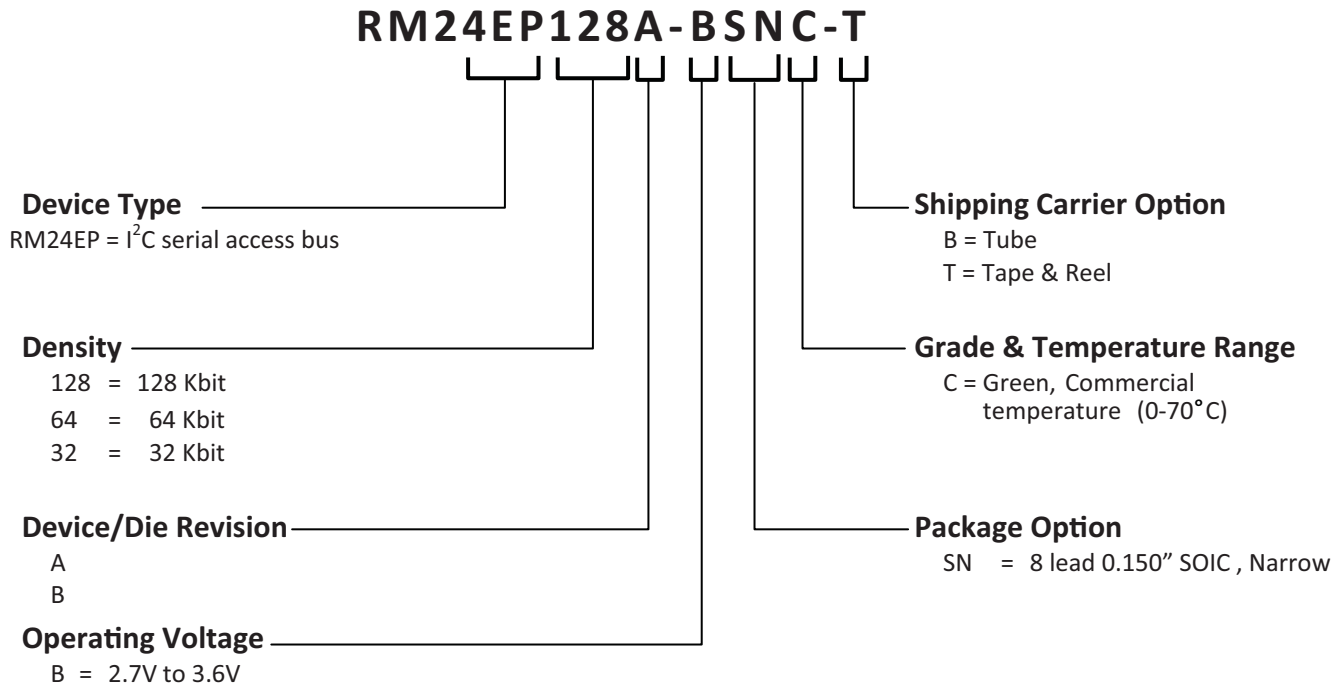 RM24EP128A-BSNC-T
Device Type
RM24EP = I²C serial access bus
Density
128 = 128 Kbit
64 = 64 Kbit
32 = 32 Kbit
Device/Die Revision
A
B
Operating Voltage
B = 2.7V to 3.6V
Shipping Carrier Option
B = Tube
T = Tape & Reel
Grade & Temperature Range
C = Green, Commercial
temperature (0-70°C)
Package Option
SN = 8 lead 0.150” SOIC , Narrow